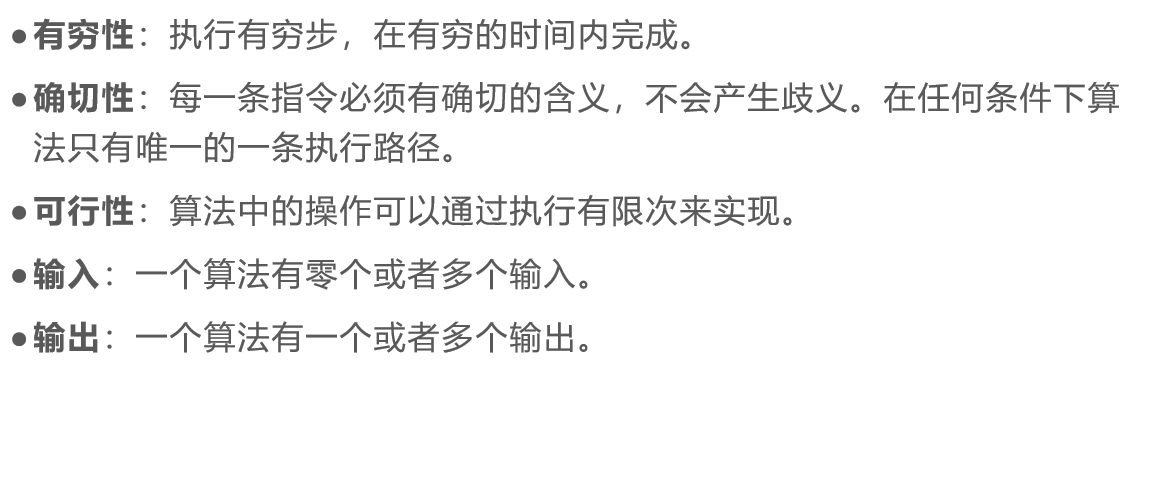 ●有穷性：执行有穷步，在有穷的时间内完成。
●确切性：每一条指令必须有确切的含义，不会产生歧义。在任何条件下算
法只有唯一的一条执行路径。
●可行性：算法中的操作可以通过执行有限次来实现。
●输入：一个算法有零个或者多个输入。
●输出：一个算法有一个或者多个输出。